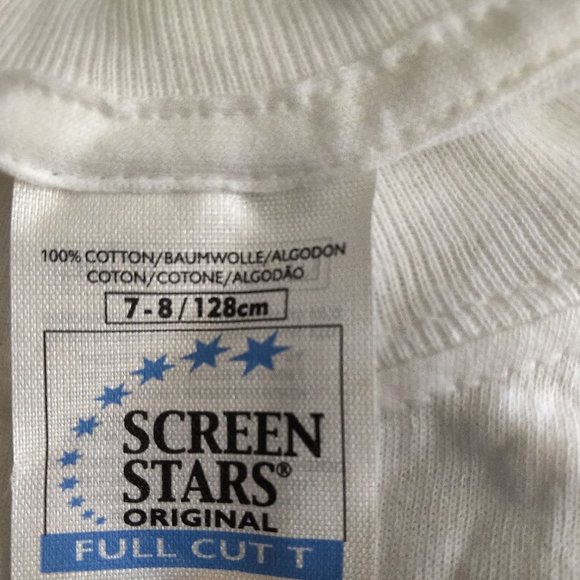 100% COTTON/BAUMWOLLE/ALGODON
COTON/COTONE/ALGODÃO
7-8/128cm
SCREEN
STARS®
ORIGINAL
FULL CUT T